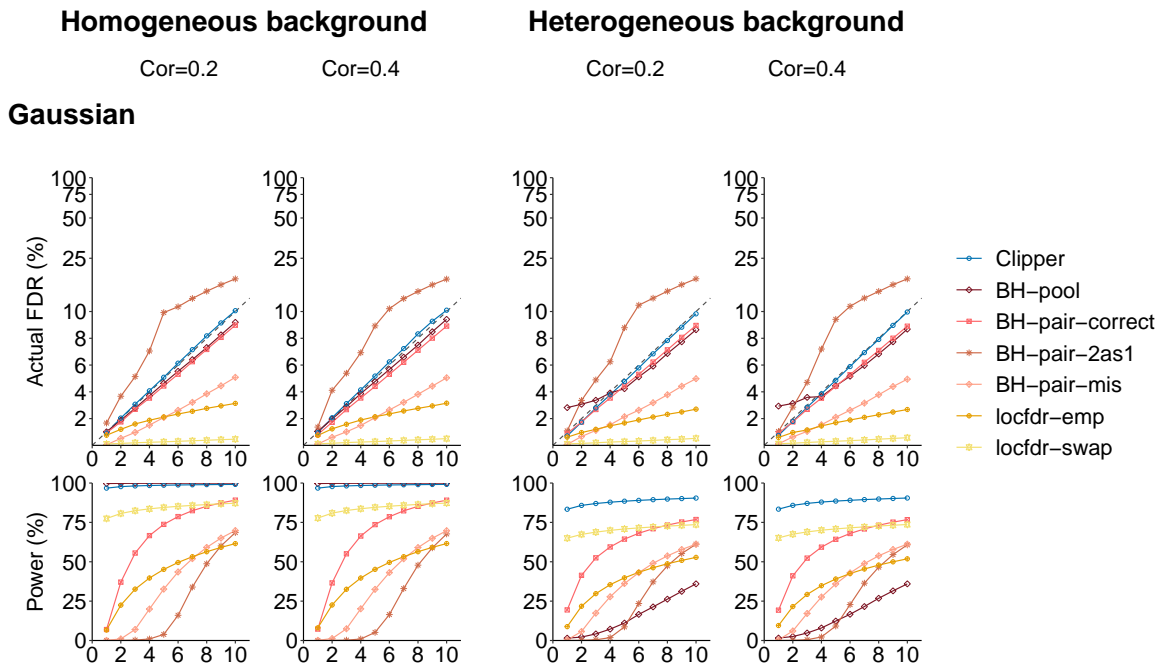 Homogeneous background Heterogeneous background
Cor=0.2 Cor=0.4 Cor=0.2 Cor=0.4
Gaussian
Actual FDR (%)
100
75
50
25
10
8
6
4
2
0 2 4 6 8 10
100
75
50
25
10
8
6
4
2
0 2 4 6 8 10
100
75
50
25
10
8
6
4
2
0 2 4 6 8 10
100
75
50
25
10
8
6
4
2
0 2 4 6 8 10
Power (%)
100
75
50
25
0
0 2 4 6 8 10
100
75
50
25
0
0 2 4 6 8 10
100
75
50
25
0
0 2 4 6 8 10
100
75
50
25
0
0 2 4 6 8 10
Clipper
BH−pool
BH−pair−correct
BH−pair−2as1
BH−pair−mis
locfdr−emp
locfdr−swap